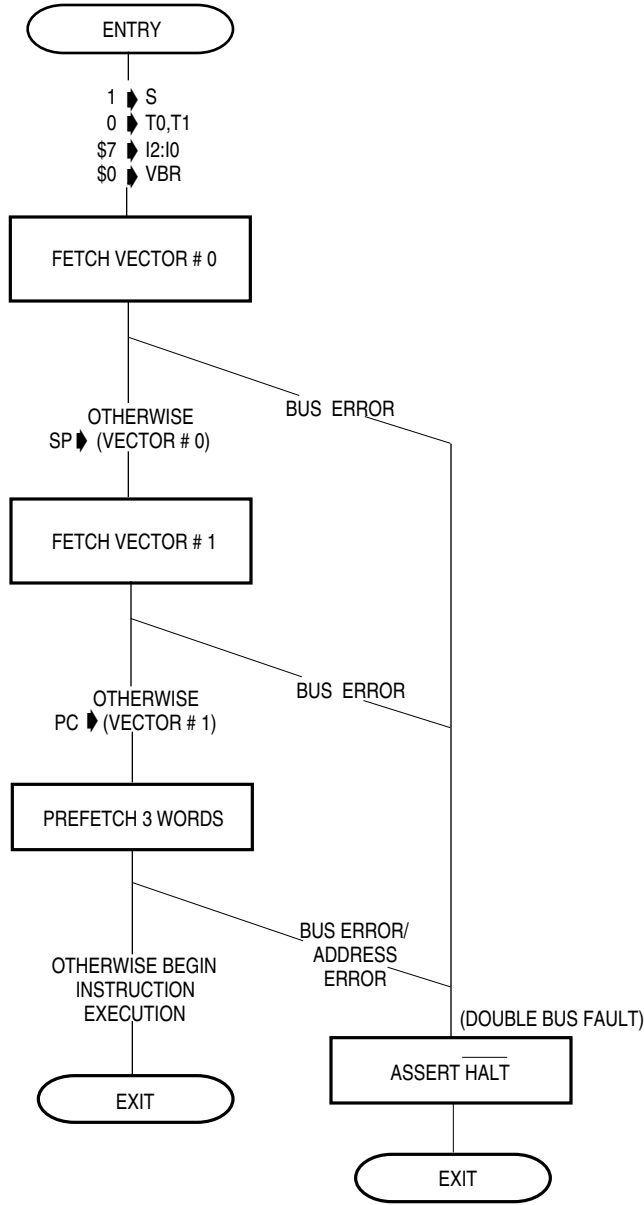 ENTRY
1 ➧ S
0 ➧ T0,T1
$7 ➧ I2:I0
$0 ➧ VBR
FETCH VECTOR # 0
BUS ERROR
OTHERWISE
SP ➧ (VECTOR # 0)
FETCH VECTOR # 1
BUS ERROR
OTHERWISE
PC ➧ (VECTOR # 1)
PREFETCH 3 WORDS
BUS ERROR/
ADDRESS
ERROR
OTHERWISE BEGIN
INSTRUCTION
EXECUTION
(DOUBLE BUS FAULT)
ASSERT H̅A̅L̅T̅
EXIT
EXIT